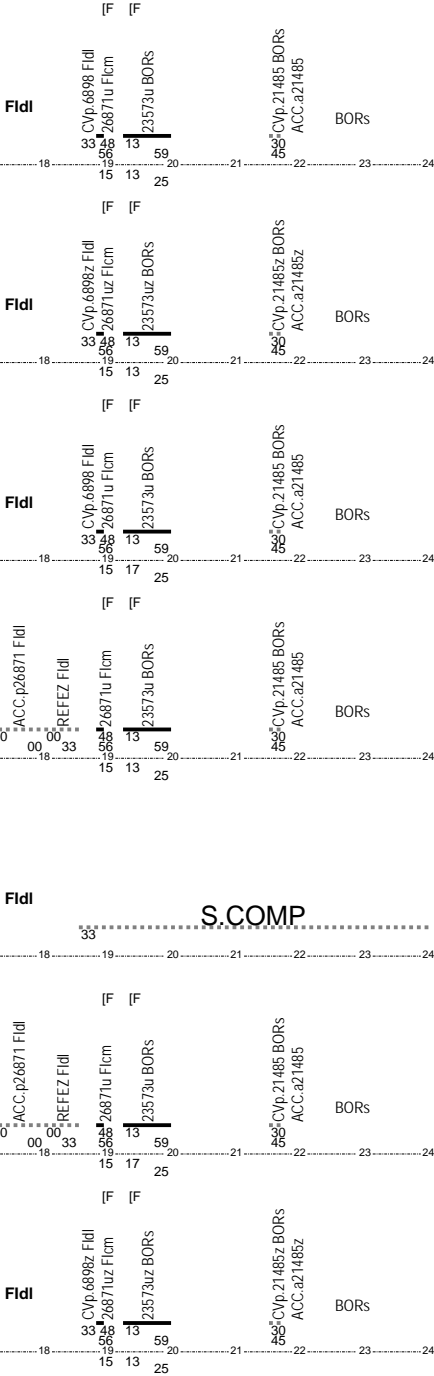 [F [F
CVp.6898 FIdl
26871u FIcm
23573u BORs
CVp.21485 BORs
ACC.a21485
FIdl
BORs
33 48 13 30
56 59 45
18 19 20 21 22 23 24
15 13 25
[F [F
CVp.6898z FIdl
26871uz FIcm
23573uz BORs
CVp.21485z BORs
ACC.a21485z
FIdl
BORs
33 48 13 30
56 59 45
18 19 20 21 22 23 24
15 13 25
[F [F
CVp.6898 FIdl
26871u FIcm
23573u BORs
CVp.21485 BORs
ACC.a21485
FIdl
BORs
33 48 13 30
56 59 45
18 19 20 21 22 23 24
15 17 25
[F [F
ACC.p26871 FIdl
REFEZ FIdl
26871u FIcm
23573u BORs
CVp.21485 BORs
ACC.a21485
BORs
0 00 48 13 30
00 33 56 59 45
18 19 20 21 22 23 24
15 13 25
FIdl
S.COMP
33
18 19 20 21 22 23 24
[F [F
ACC.p26871 FIdl
REFEZ FIdl
26871u FIcm
23573u BORs
CVp.21485 BORs
ACC.a21485
BORs
0 00 48 13 30
00 33 56 59 45
18 19 20 21 22 23 24
15 17 25
[F [F
CVp.6898z FIdl
26871uz FIcm
23573uz BORs
CVp.21485z BORs
ACC.a21485z
FIdl
BORs
33 48 13 30
56 59 45
18 19 20 21 22 23 24
15 13 25